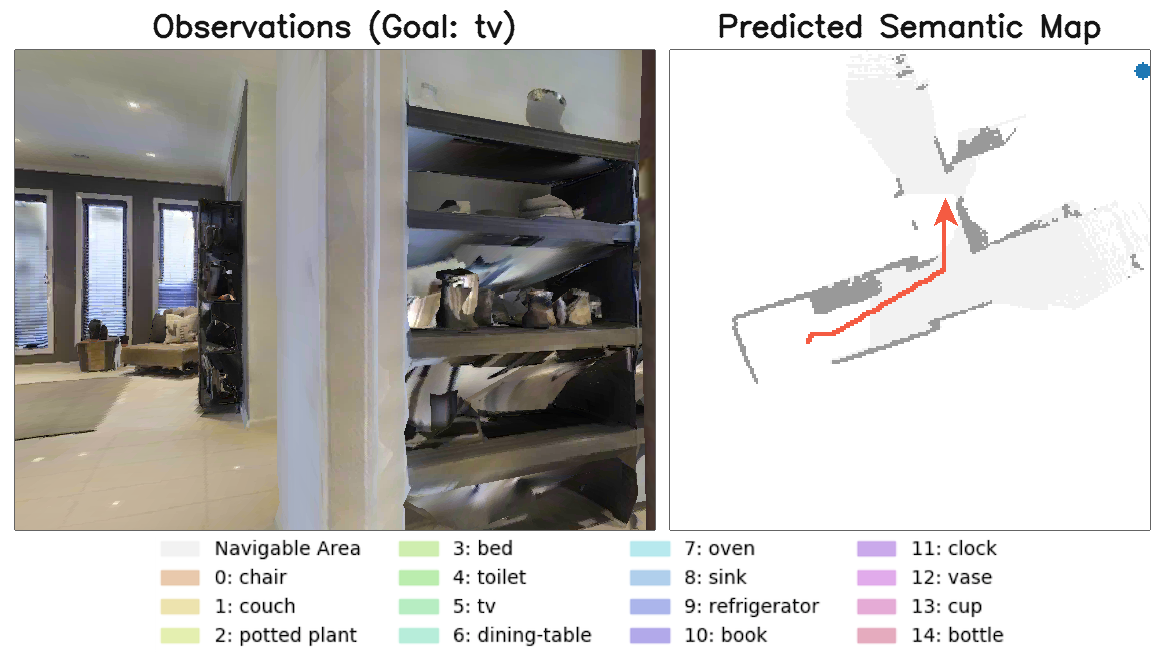 Observations (Goal: tv)
Predicted Semantic Map
Navigable Area
0: chair
1: couch
2: potted plant
3: bed
4: toilet
5: tv
6: dining-table
7: oven
8: sink
9: refrigerator
10: book
11: clock
12: vase
13: cup
14: bottle